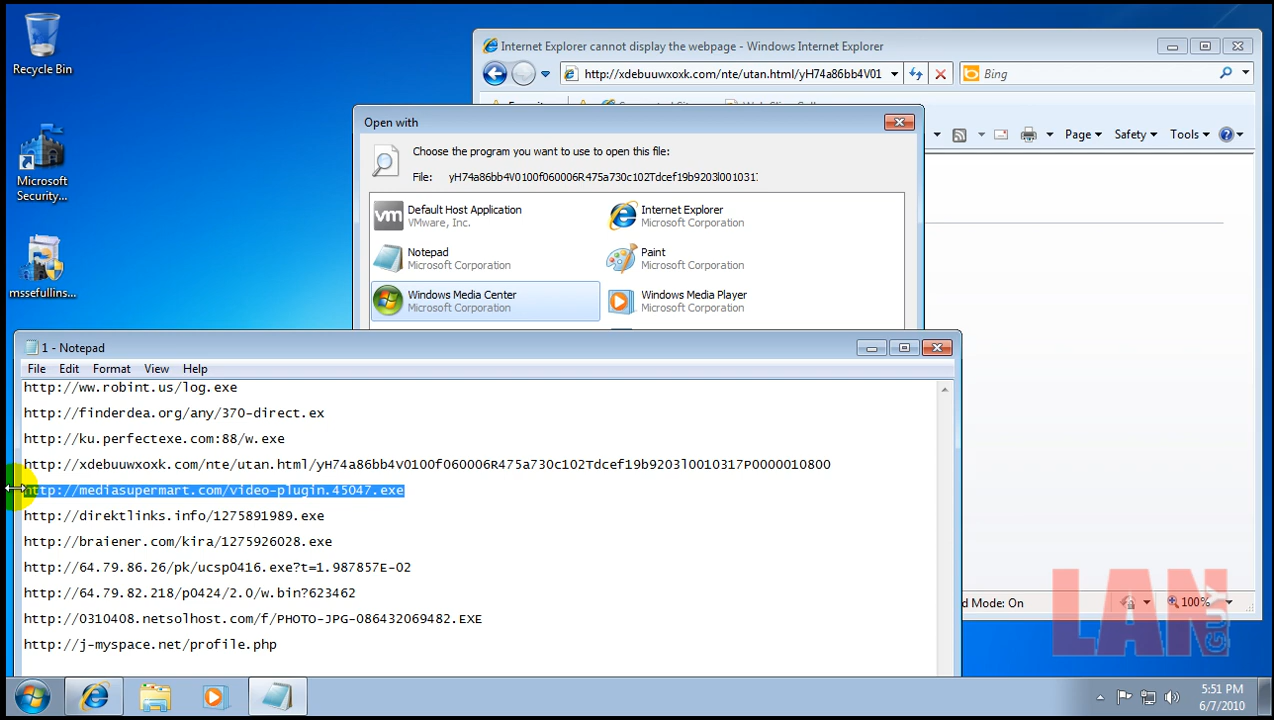 Recycle Bin
Microsoft
Security...
mssefullins...
Internet Explorer cannot display the webpage - Windows Internet Explorer
http://xdebuuwxoxk.com/nte/utan.html/yH74a86bb4V01
Bing
Page
Safety
Tools
Open with
Choose the program you want to use to open this file:
File: yH74a86bb4V0100f060006R475a730c102Tdcef19b9203l0010317
Default Host Application
VMware, Inc.
Internet Explorer
Microsoft Corporation
Notepad
Microsoft Corporation
Paint
Microsoft Corporation
Windows Media Center
Microsoft Corporation
Windows Media Player
Microsoft Corporation
1 - Notepad
File Edit Format View Help
http://ww.robint.us/log.exe
http://finderdea.org/any/370-direct.ex
http://ku.perfectexe.com:88/w.exe
http://xdebuuwxoxk.com/nte/utan.html/yH74a86bb4V0100f060006R475a730c102Tdcef19b9203l0010317P0000010800
http://mediasupermart.com/video-plugin.45047.exe
http://direktlinks.info/1275891989.exe
http://braiener.com/kira/1275926028.exe
http://64.79.86.26/pk/ucsp0416.exe?t=1.987857E-02
http://64.79.82.218/p0424/2.0/w.bin?623462
http://0310408.netsolhost.com/f/PHOTO-JPG-086432069482.EXE
http://j-myspace.net/profile.php
d Mode: On
100%
LAN
GUY
5:51 PM
6/7/2010